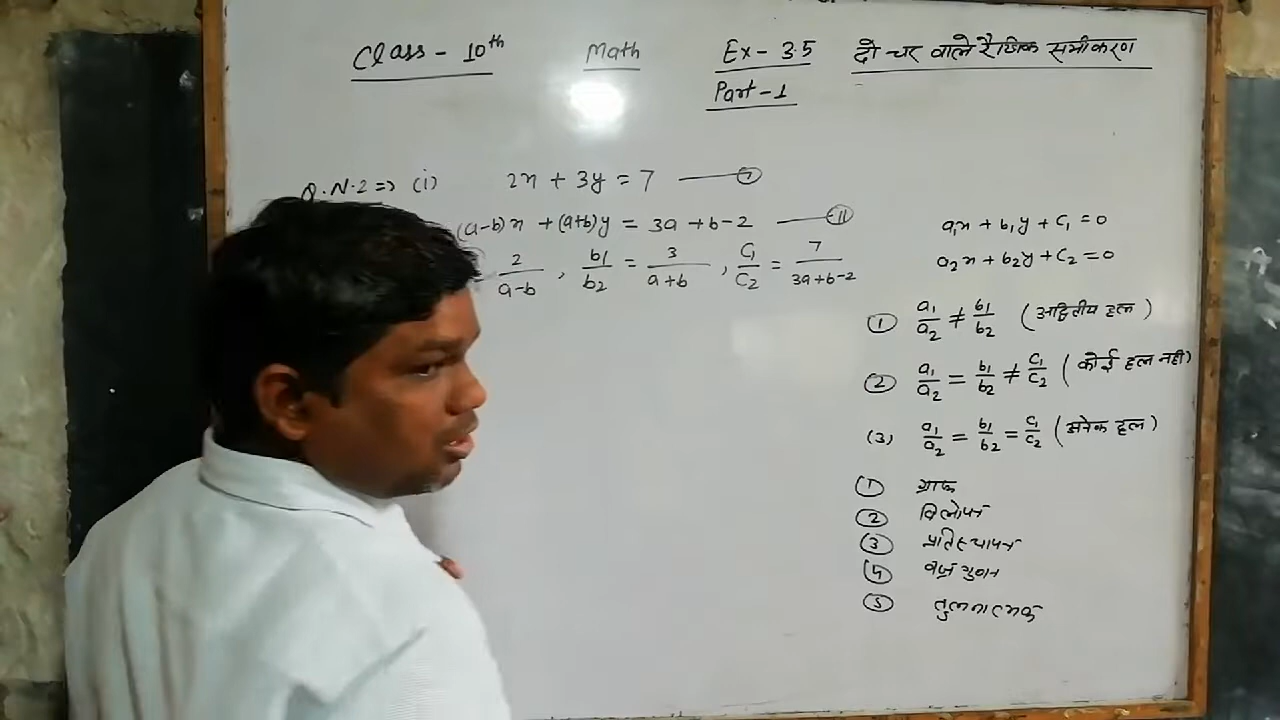 Class - 10th Math Ex - 3.5 दो चर वाले रैखिक समीकरण
Part - 1
Q.N.2 => (i) 2x + 3y = 7 —— (I)
(a-b)x + (a+b)y = 3a + b - 2 —— (II)
2/(a-b) , b1/b2 = 3/(a+b) , c1/c2 = 7/(3a+b-2)
a1x + b1y + c1 = 0
a2x + b2y + c2 = 0
① a1/a2 ≠ b1/b2 (अद्वितीय हल)
② a1/a2 = b1/b2 ≠ c1/c2 (कोई हल नही)
(3) a1/a2 = b1/b2 = c1/c2 (अनेक हल)
① ग्राफ
② विलोपन
③ प्रतिस्थापन
④ वज्र गुणन
⑤ तुलनात्मक